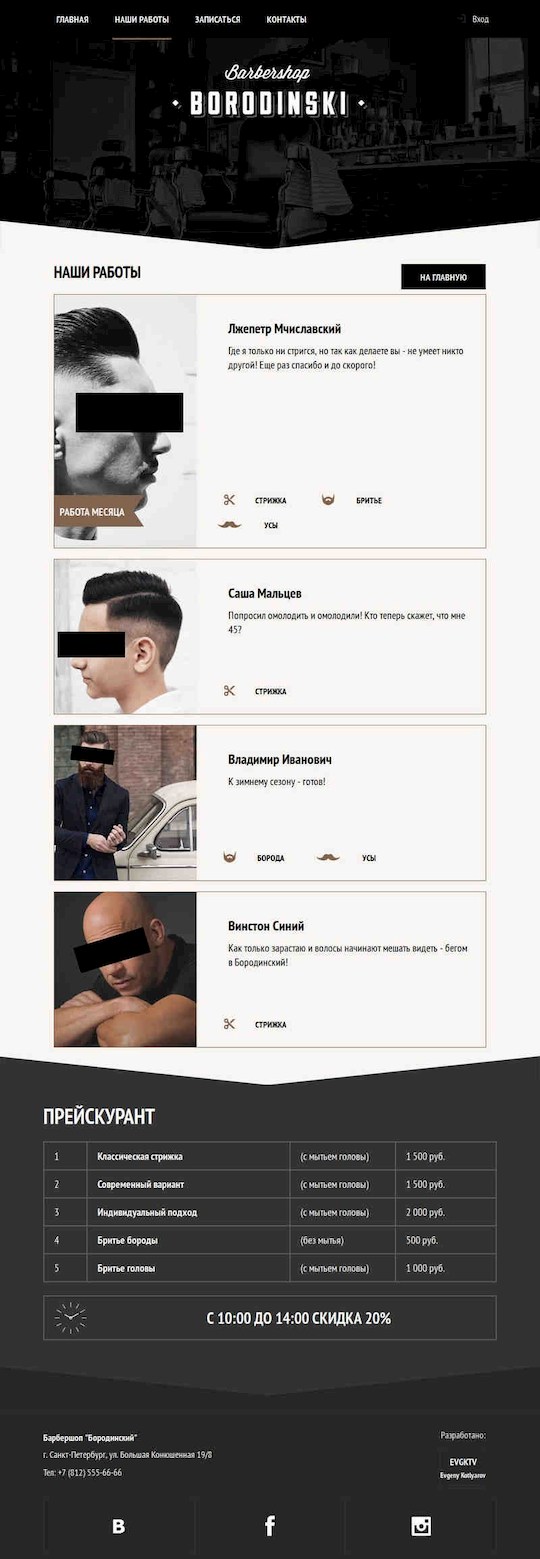 ГЛАВНАЯ НАШИ РАБОТЫ ЗАПИСАТЬСЯ КОНТАКТЫ Вход
Barbershop
BORODINSKI
НАШИ РАБОТЫ
НА ГЛАВНУЮ
Лжепетр Мчиславский
Где я только ни стригся, но так как делаете вы - не умеет никто
другой! Еще раз спасибо и до скорого!
РАБОТА МЕСЯЦА
СТРИЖКА БРИТЬЕ
УСЫ
Саша Мальцев
Попросил омолодить и омолодили! Кто теперь скажет, что мне
45?
СТРИЖКА
Владимир Иванович
К зимнему сезону - готов!
БОРОДА УСЫ
Винстон Синий
Как только зарастаю и волосы начинают мешать видеть - бегом
в Бородинский!
СТРИЖКА
ПРЕЙСКУРАНТ
1 Классическая стрижка (с мытьем головы) 1 500 руб.
2 Современный вариант (с мытьем головы) 1 500 руб.
3 Индивидуальный подход (с мытьем головы) 2 000 руб.
4 Бритье бороды (без мытья) 500 руб.
5 Бритье головы (с мытьем головы) 1 000 руб.
С 10:00 ДО 14:00 СКИДКА 20%
Барбершоп "Бородинский"
г. Санкт-Петербург, ул. Большая Конюшенная 19/8
Тел: +7 (812) 555-66-66
Разработано:
EVGKTV
Evgeny Kotlyarov